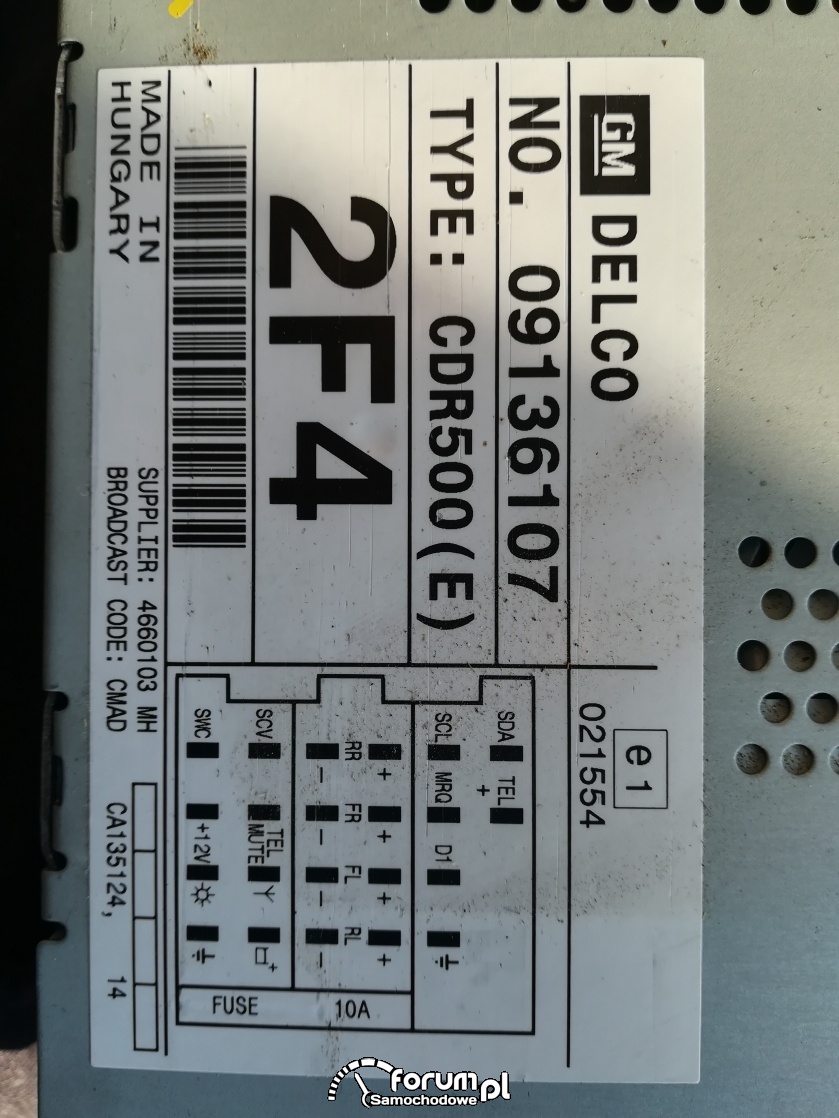 GM DELCO
e1
021554
NO. 09136107
TYPE: CDR500(E)
2F4
SDA TEL +
SCL MRQ D1
+ + + +
RR FR FL RL
- - - -
SCV TEL MUTE +
SWC +12V
FUSE 10A
MADE IN
HUNGARY
SUPPLIER: 4660103 MH
BROADCAST CODE: CMAD
CA135124, 14
forum.pl
Samochodowe